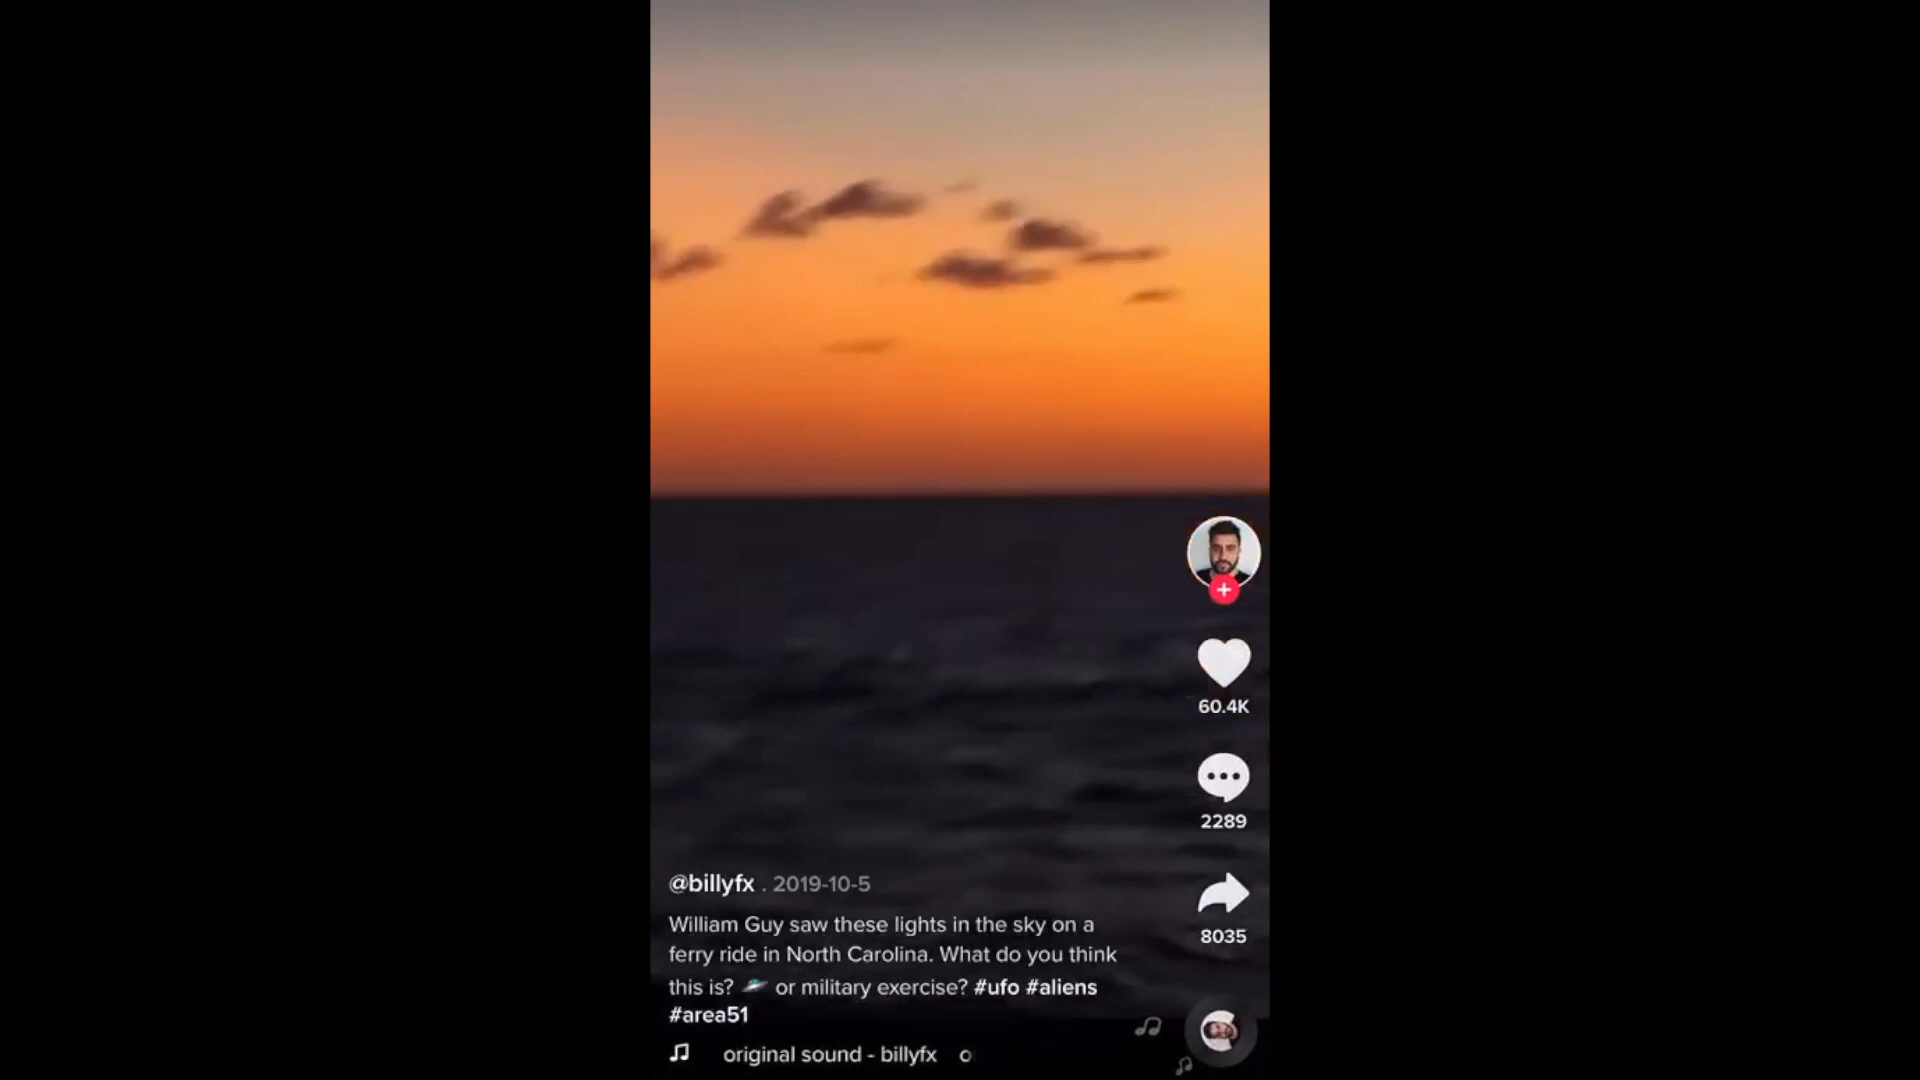 60.4K
2289
@billyfx . 2019-10-5
William Guy saw these lights in the sky on a
ferry ride in North Carolina. What do you think
this is? 🛸 or military exercise? #ufo #aliens
#area51
8035
original sound - billyfx o